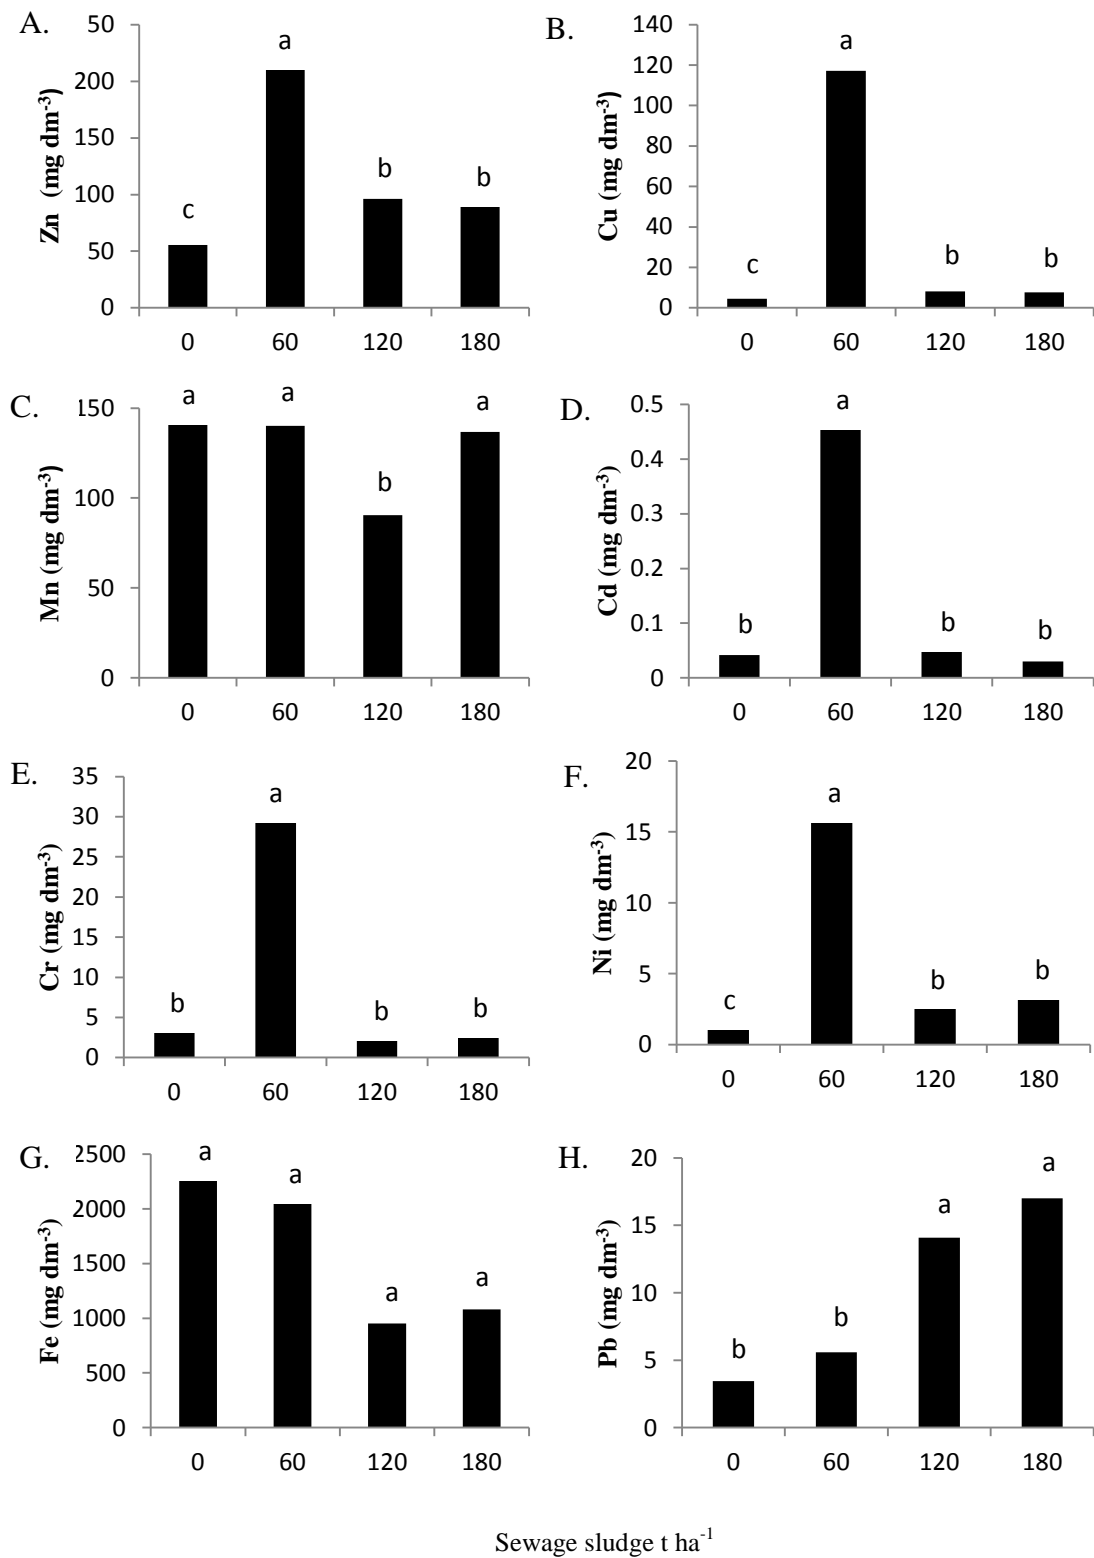 A.
50
200
150
100
50
0
Zn (mg dm-3)
c
a
b
b
0 60 120 180
B.
140
120
100
80
60
40
20
0
Cu (mg dm-3)
c
a
b
b
0 60 120 180
C.
150
100
50
0
Mn (mg dm-3)
a
a
b
a
0 60 120 180
D.
0.5
0.4
0.3
0.2
0.1
0
Cd (mg dm-3)
b
a
b
b
0 60 120 180
E.
35
30
25
20
15
10
5
0
Cr (mg dm-3)
b
a
b
b
0 60 120 180
F.
20
15
10
5
0
Ni (mg dm-3)
c
a
b
b
0 60 120 180
G.
2500
2000
1500
1000
500
0
Fe (mg dm-3)
a
a
a
a
0 60 120 180
H.
20
15
10
5
0
Pb (mg dm-3)
b
b
a
a
0 60 120 180
Sewage sludge t ha-1